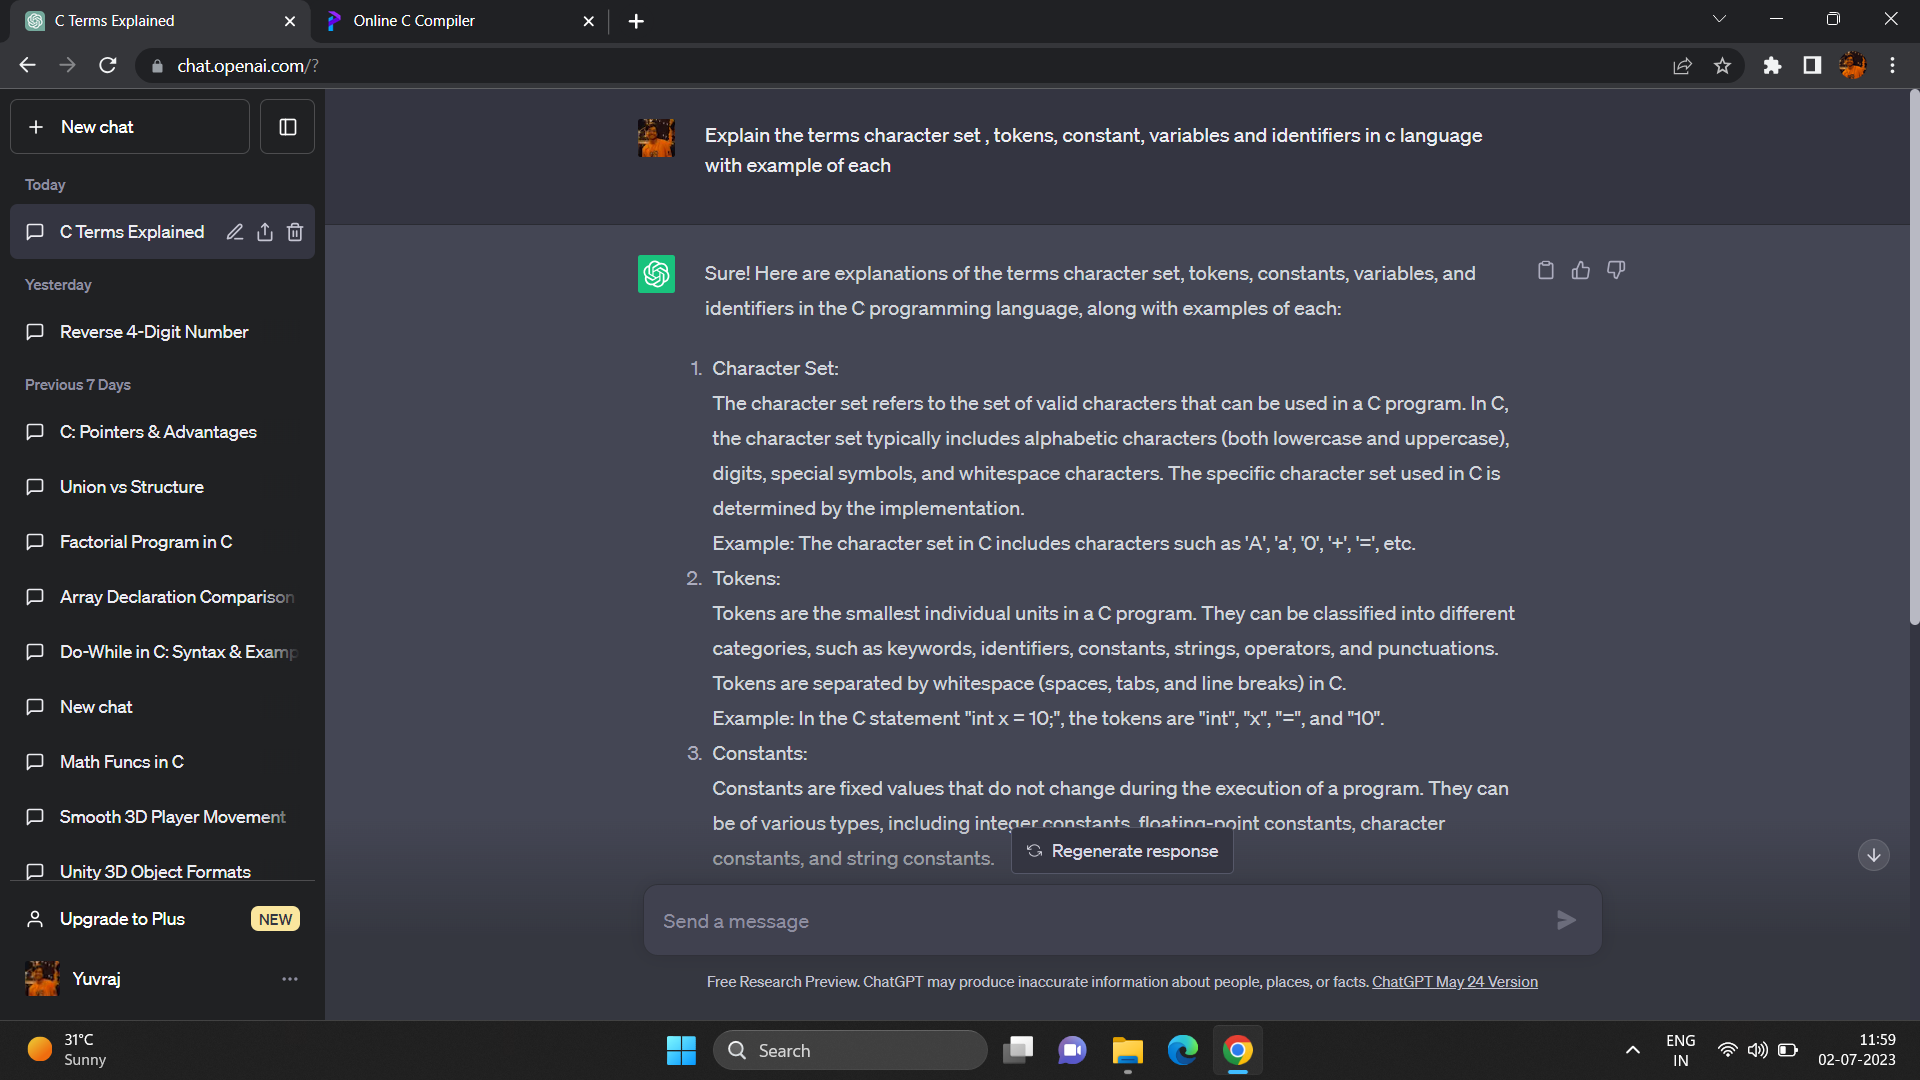 C Terms Explained
Online C Compiler
chat.openai.com/?
New chat
Today
C Terms Explained
Yesterday
Reverse 4-Digit Number
Previous 7 Days
C: Pointers & Advantages
Union vs Structure
Factorial Program in C
Array Declaration Comparison
Do-While in C: Syntax & Examp
New chat
Math Funcs in C
Smooth 3D Player Movement
Unity 3D Object Formats
Upgrade to Plus NEW
Yuvraj
Explain the terms character set , tokens, constant, variables and identifiers in c language
with example of each
Sure! Here are explanations of the terms character set, tokens, constants, variables, and
identifiers in the C programming language, along with examples of each:
1. Character Set:
The character set refers to the set of valid characters that can be used in a C program. In C,
the character set typically includes alphabetic characters (both lowercase and uppercase),
digits, special symbols, and whitespace characters. The specific character set used in C is
determined by the implementation.
Example: The character set in C includes characters such as 'A', 'a', '0', '+', '=', etc.
2. Tokens:
Tokens are the smallest individual units in a C program. They can be classified into different
categories, such as keywords, identifiers, constants, strings, operators, and punctuations.
Tokens are separated by whitespace (spaces, tabs, and line breaks) in C.
Example: In the C statement "int x = 10;", the tokens are "int", "x", "=", and "10".
3. Constants:
Constants are fixed values that do not change during the execution of a program. They can
be of various types, including integer constants, floating-point constants, character
constants, and string constants.
Regenerate response
Send a message
Free Research Preview. ChatGPT may produce inaccurate information about people, places, or facts. ChatGPT May 24 Version
31°C
Sunny
Search
ENG
IN
11:59
02-07-2023